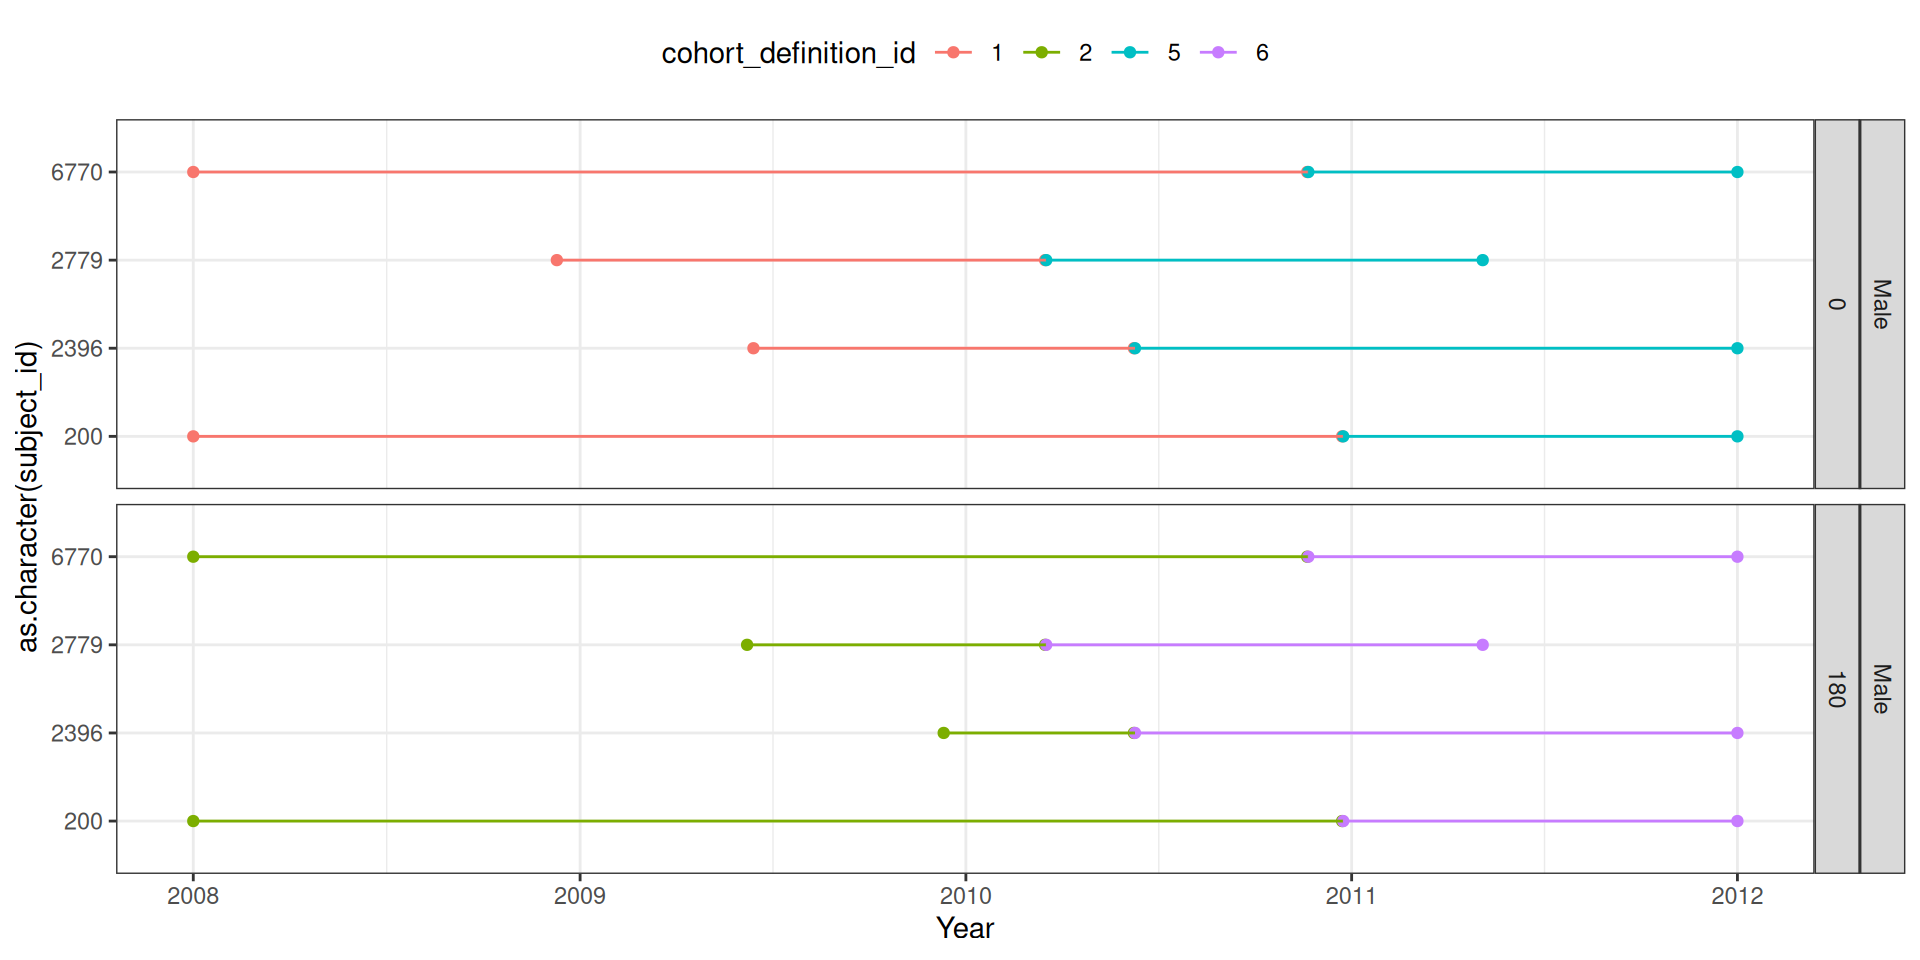 cohort_definition_id 1 2 5 6
6770
2779
2396
200
0
Male
as.character(subject_id)
6770
2779
2396
200
180
Male
2008 2009 2010 2011 2012
Year